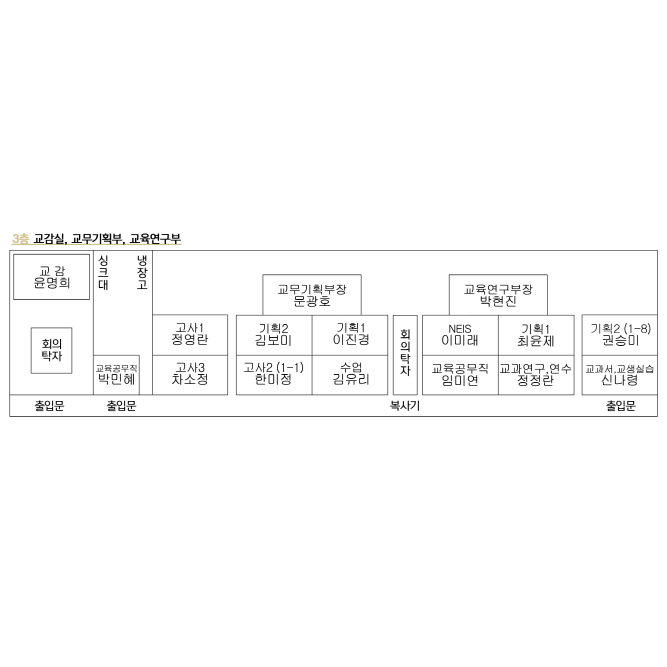 3층 교감실, 교무기획부, 교육연구부
교 감
윤명희
싱크대
냉장고
교무기획부장
문광호
교육연구부장
박현진
회의
탁자
고사1
정영란
기획2
김보미
기획1
이진경
회의탁자
NEIS
이미래
기획1
최윤제
기획2 (1-8)
권승미
교육공무직
박민혜
고사3
차소정
고사2 (1-1)
한미정
수업
김유리
교육공무직
임미연
교과연구,연수
정정란
교과서,교생실습
신나령
출입문
출입문
복사기
출입문